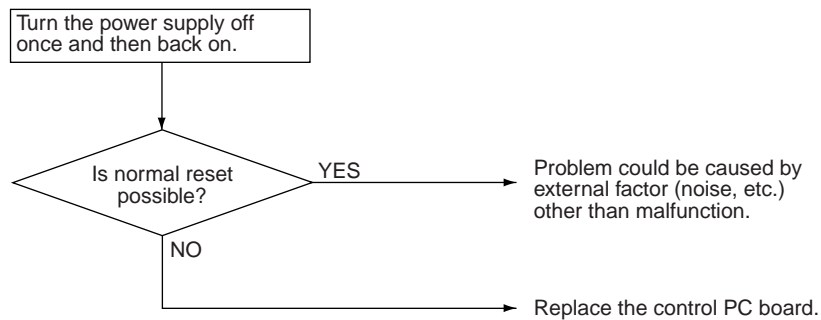 Turn the power supply off
once and then back on.
Is normal reset
possible?
YES
Problem could be caused by
external factor (noise, etc.)
other than malfunction.
NO
Replace the control PC board.